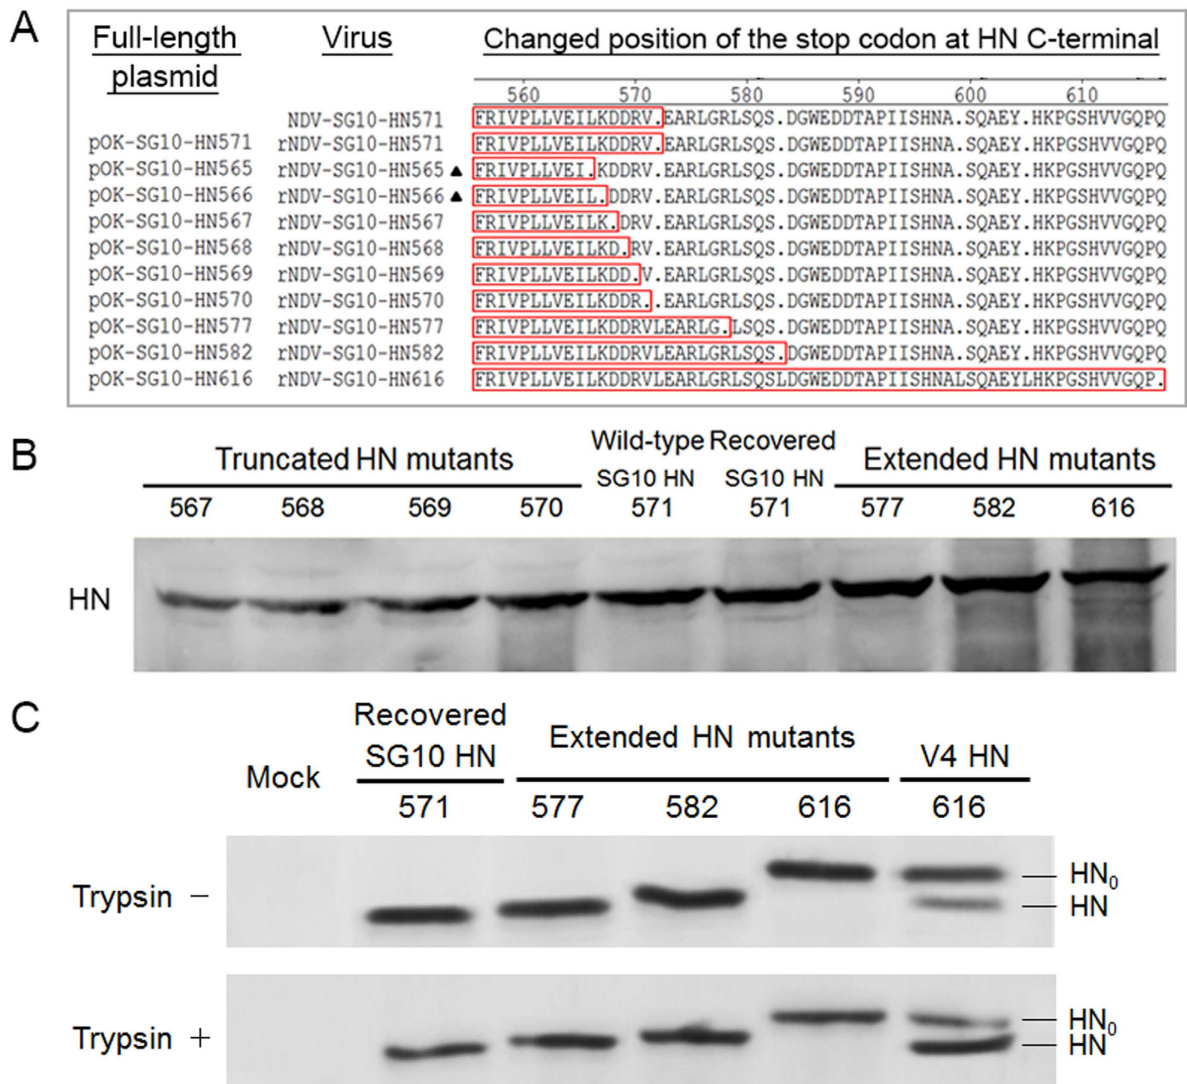 A
Full-length plasmid Virus Changed position of the stop codon at HN C-terminal
560 570 580 590 600 610
NDV-SG10-HN571 FRIVPLLVEILKDDRV.EARLGRLSQS.DGWEDDTAPIISHNA.SQAEY.HKPGSHVVGQPQ
pOK-SG10-HN571 rNDV-SG10-HN571 FRIVPLLVEILKDDRV.EARLGRLSQS.DGWEDDTAPIISHNA.SQAEY.HKPGSHVVGQPQ
pOK-SG10-HN565 rNDV-SG10-HN565 ▲ FRIVPLLVEI.KDDRV.EARLGRLSQS.DGWEDDTAPIISHNA.SQAEY.HKPGSHVVGQPQ
pOK-SG10-HN566 rNDV-SG10-HN566 ▲ FRIVPLLVEIL.DDRV.EARLGRLSQS.DGWEDDTAPIISHNA.SQAEY.HKPGSHVVGQPQ
pOK-SG10-HN567 rNDV-SG10-HN567 FRIVPLLVEILK.DRV.EARLGRLSQS.DGWEDDTAPIISHNA.SQAEY.HKPGSHVVGQPQ
pOK-SG10-HN568 rNDV-SG10-HN568 FRIVPLLVEILKD.RV.EARLGRLSQS.DGWEDDTAPIISHNA.SQAEY.HKPGSHVVGQPQ
pOK-SG10-HN569 rNDV-SG10-HN569 FRIVPLLVEILKDD.V.EARLGRLSQS.DGWEDDTAPIISHNA.SQAEY.HKPGSHVVGQPQ
pOK-SG10-HN570 rNDV-SG10-HN570 FRIVPLLVEILKDDR..EARLGRLSQS.DGWEDDTAPIISHNA.SQAEY.HKPGSHVVGQPQ
pOK-SG10-HN577 rNDV-SG10-HN577 FRIVPLLVEILKDDRVLEARLG.LSQS.DGWEDDTAPIISHNA.SQAEY.HKPGSHVVGQPQ
pOK-SG10-HN582 rNDV-SG10-HN582 FRIVPLLVEILKDDRVLEARLGRLSQS.DGWEDDTAPIISHNA.SQAEY.HKPGSHVVGQPQ
pOK-SG10-HN616 rNDV-SG10-HN616 FRIVPLLVEILKDDRVLEARLGRLSQSLDGWEDDTAPIISHNALSQAEYLHKPGSHVVGQP.
B
Truncated HN mutants Wild-type SG10 HN Recovered SG10 HN Extended HN mutants
567 568 569 570 571 571 577 582 616
HN
C
Mock Recovered SG10 HN Extended HN mutants V4 HN
571 577 582 616 616
Trypsin − HN0
HN
Trypsin + HN0
HN